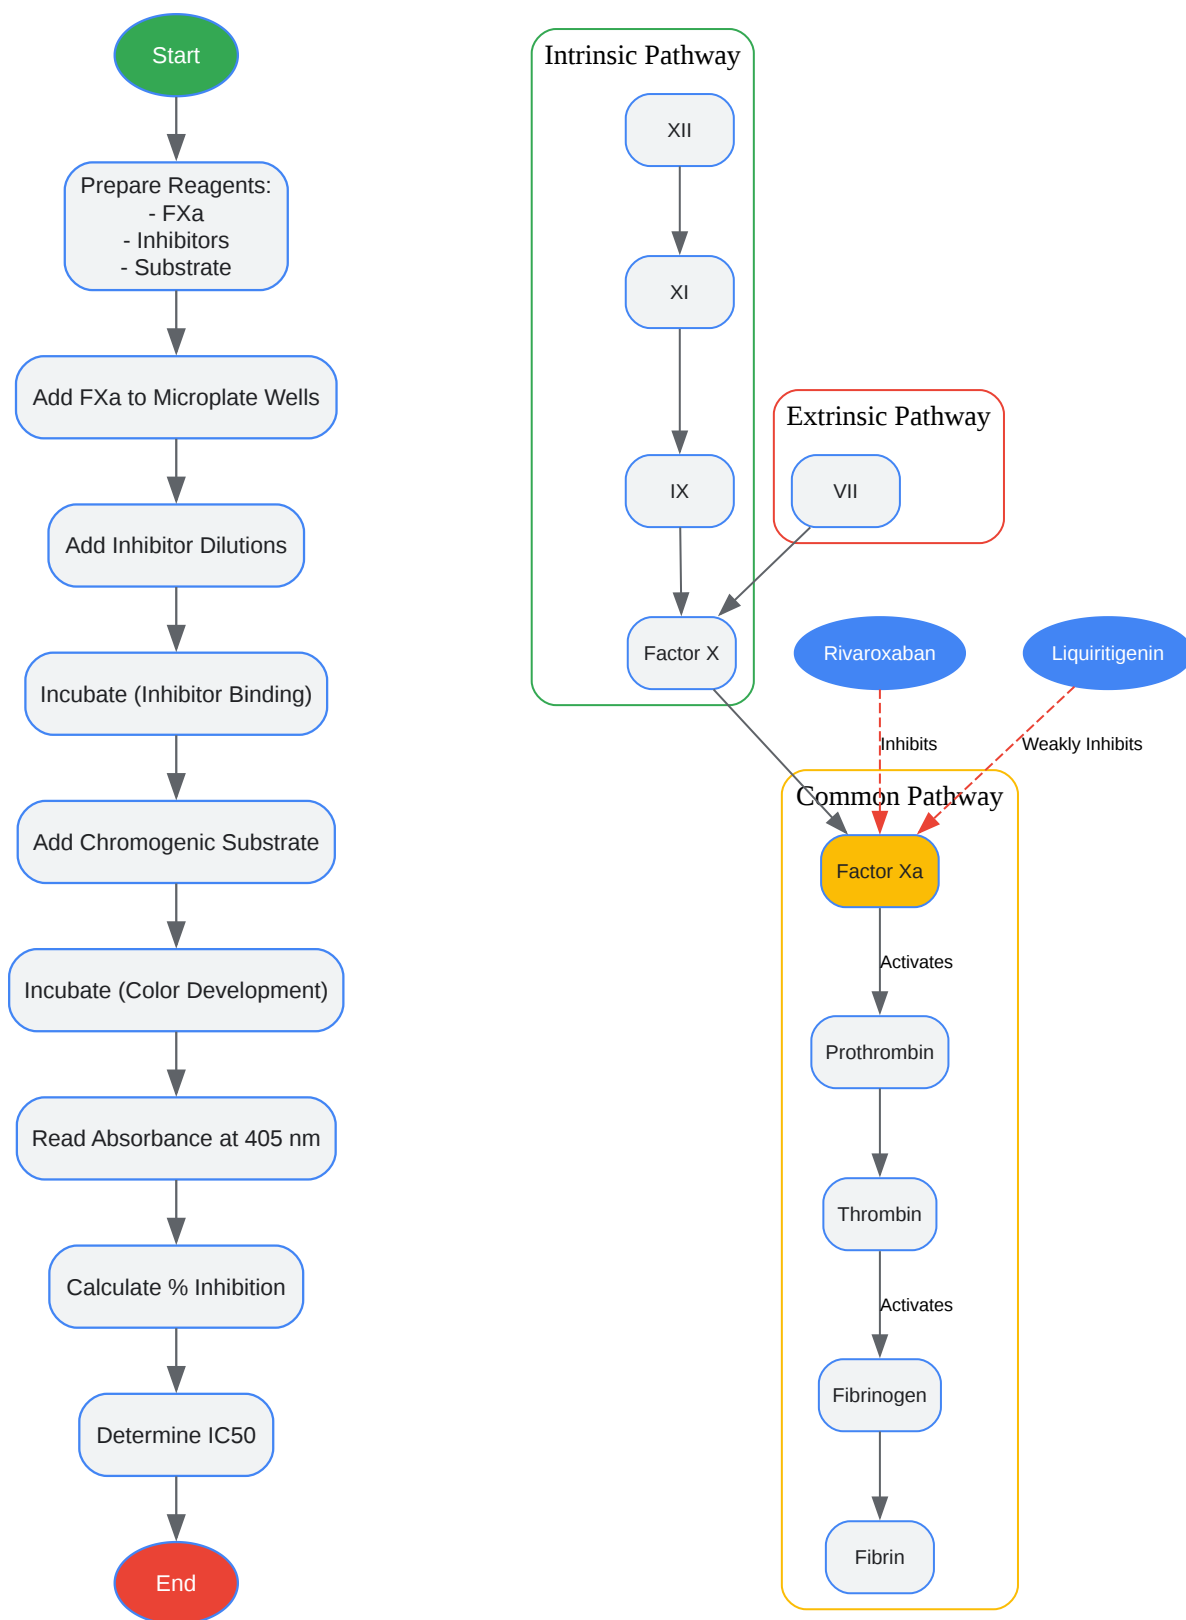 Start
Prepare Reagents:
- FXa
- Inhibitors
- Substrate
Add FXa to Microplate Wells
Add Inhibitor Dilutions
Incubate (Inhibitor Binding)
Add Chromogenic Substrate
Incubate (Color Development)
Read Absorbance at 405 nm
Calculate % Inhibition
Determine IC50
End
Intrinsic Pathway
XII
XI
IX
Extrinsic Pathway
VII
Factor X
Rivaroxaban
Liquiritigenin
Inhibits
Weakly Inhibits
Common Pathway
Factor Xa
Activates
Prothrombin
Thrombin
Activates
Fibrinogen
Fibrin